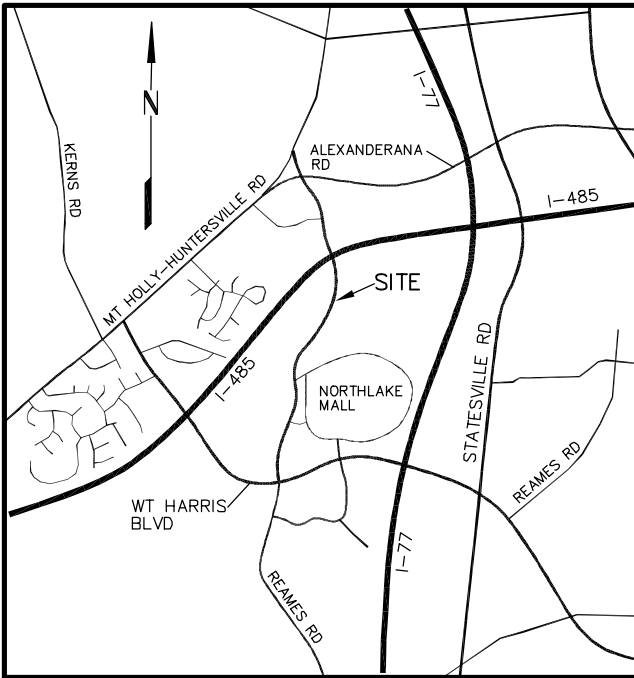 I-77
N
ALEXANDERANA
RD
KERNS RD
I-485
MT HOLLY-HUNTERSVILLE RD
SITE
I-485
NORTHLAKE
MALL
STATESVILLE RD
REAMES RD
WT HARRIS
BLVD
I-77
REAMES RD